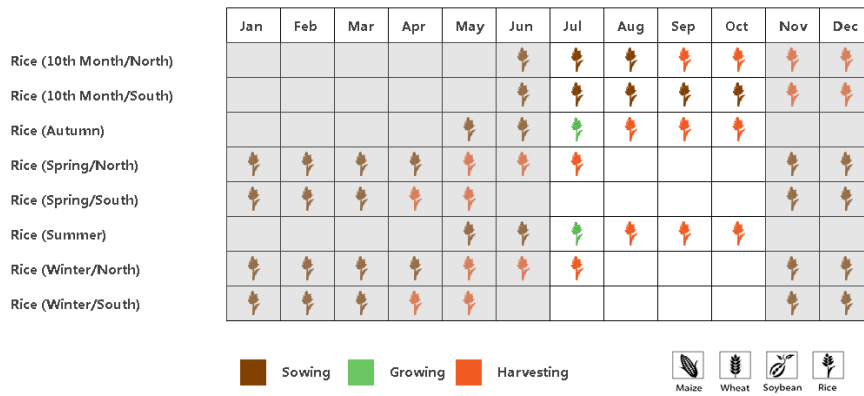 Jan Feb Mar Apr May Jun Jul Aug Sep Oct Nov Dec
Rice (10th Month/North)
Rice (10th Month/South)
Rice (Autumn)
Rice (Spring/North)
Rice (Spring/South)
Rice (Summer)
Rice (Winter/North)
Rice (Winter/South)
Sowing Growing Harvesting
Maize Wheat Soybean Rice